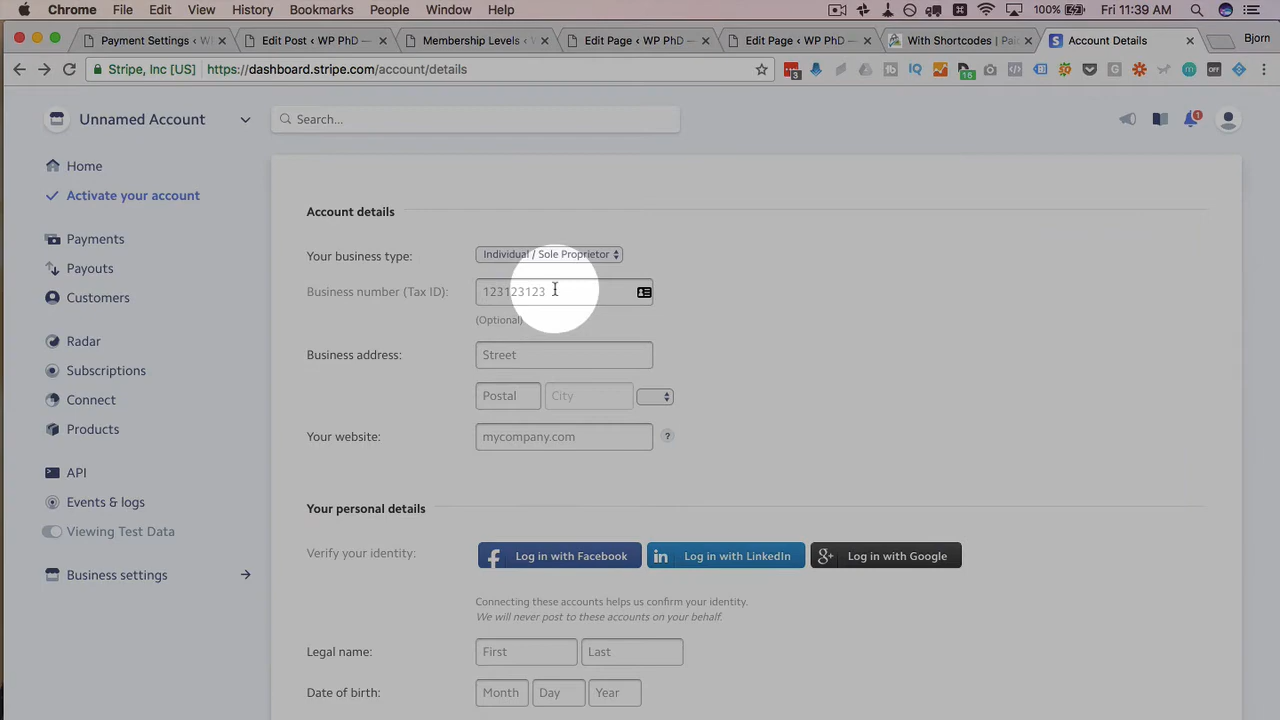 Chrome File Edit View History Bookmarks People Window Help 100% Fri 11:39 AM
Payment Settings ‹ W Edit Post ‹ WP PhD – Membership Levels ‹ W Edit Page ‹ WP PhD – Edit Page ‹ WP PhD – With Shortcodes | Pai Account Details Bjorn
Stripe, Inc [US] https://dashboard.stripe.com/account/details 3 IQ 16 OFF
Unnamed Account Search... 1
Home
Activate your account
Payments
Payouts
Customers
Radar
Subscriptions
Connect
Products
API
Events & logs
Viewing Test Data
Business settings
Account details
Your business type: Individual / Sole Proprietor
Business number (Tax ID): 123123123
(Optional)
Business address: Street
Postal City
Your website: mycompany.com ?
Your personal details
Verify your identity: Log in with Facebook Log in with LinkedIn Log in with Google
Connecting these accounts helps us confirm your identity.
We will never post to these accounts on your behalf.
Legal name: First Last
Date of birth: Month Day Year